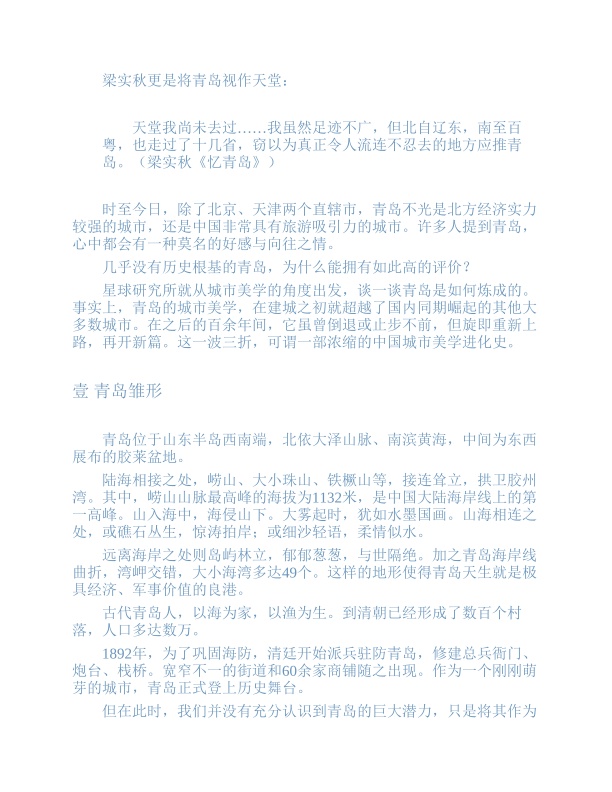 梁实秋更是将青岛视作天堂：
天堂我尚未去过……我虽然足迹不广，但北自辽东，南至百
粤，也走过了十几省，窃以为真正令人流连不忍去的地方应推青
岛。（梁实秋《忆青岛》）
时至今日，除了北京、天津两个直辖市，青岛不光是北方经济实力
较强的城市，还是中国非常具有旅游吸引力的城市。许多人提到青岛，
心中都会有一种莫名的好感与向往之情。
几乎没有历史根基的青岛，为什么能拥有如此高的评价？
星球研究所就从城市美学的角度出发，谈一谈青岛是如何炼成的。
事实上，青岛的城市美学，在建城之初就超越了国内同期崛起的其他大
多数城市。在之后的百余年间，它虽曾倒退或止步不前，但旋即重新上
路，再开新篇。这一波三折，可谓一部浓缩的中国城市美学进化史。
壹 青岛雏形
青岛位于山东半岛西南端，北依大泽山脉、南滨黄海，中间为东西
展布的胶莱盆地。
陆海相接之处，崂山、大小珠山、铁橛山等，接连耸立，拱卫胶州
湾。其中，崂山山脉最高峰的海拔为1132米，是中国大陆海岸线上的第
一高峰。山入海中，海侵山下。大雾起时，犹如水墨国画。山海相连之
处，或礁石丛生，惊涛拍岸；或细沙轻语，柔情似水。
远离海岸之处则岛屿林立，郁郁葱葱，与世隔绝。加之青岛海岸线
曲折，湾岬交错，大小海湾多达49个。这样的地形使得青岛天生就是极
具经济、军事价值的良港。
古代青岛人，以海为家，以渔为生。到清朝已经形成了数百个村
落，人口多达数万。
1892年，为了巩固海防，清廷开始派兵驻防青岛，修建总兵衙门、
炮台、栈桥。宽窄不一的街道和60余家商铺随之出现。作为一个刚刚萌
芽的城市，青岛正式登上历史舞台。
但在此时，我们并没有充分认识到青岛的巨大潜力，只是将其作为